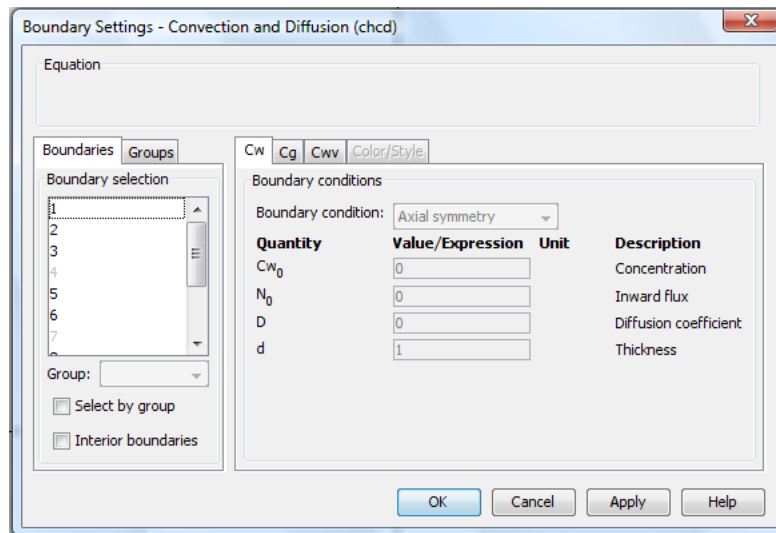 Boundary Settings - Convection and Diffusion (chcd)
Equation
Boundaries Groups
Boundary selection
1
2
3
4
5
6
7
Group:
Select by group
Interior boundaries
Cw Cg Cwv Color/Style
Boundary conditions
Boundary condition: Axial symmetry
Quantity Value/Expression Unit Description
Cw₀ 0 Concentration
N₀ 0 Inward flux
D 0 Diffusion coefficient
d 1 Thickness
OK Cancel Apply Help